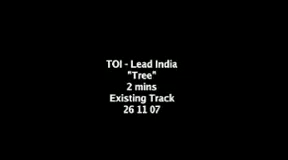 TOI - Lead India
"Tree"
2 mins
Existing Track
26 11 07